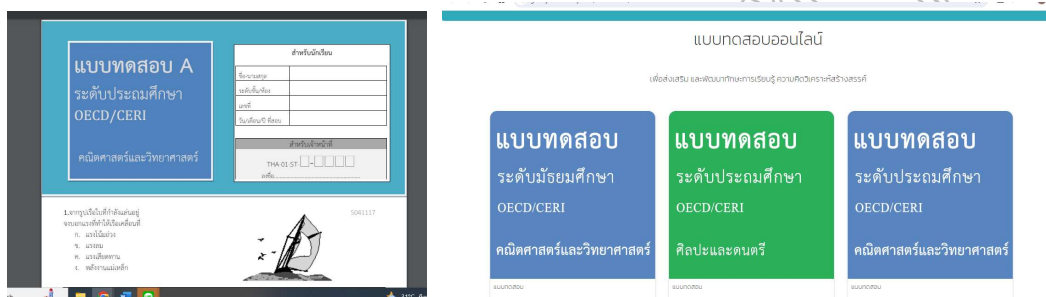 แบบทดสอบ A
ระดับประถมศึกษา
OECD/CERI
คณิตศาสตร์และวิทยาศาสตร์
สำหรับนักเรียน
ชื่อ-นามสกุล
ระดับชั้น/ห้อง
เลขที่
วัน/เดือน/ปี ที่สอบ
สำหรับเจ้าหน้าที่
THA-01-ST-
ลงชื่อ
1.จากรูปเรือใบที่กำลังแล่นอยู่
จงบอกแรงที่ทำให้เรือเคลื่อนที่
ก. แรงโน้มถ่วง
ข. แรงลม
ค. แรงเสียดทาน
ง. พลังงานแม่เหล็ก
S041117
31°C
แบบทดสอบออนไลน์
เพื่อส่งเสริม และพัฒนาทักษะการเรียนรู้ ความคิดวิเคราะห์สร้างสรรค์
แบบทดสอบ
ระดับมัธยมศึกษา
OECD/CERI
คณิตศาสตร์และวิทยาศาสตร์
แบบทดสอบ
แบบทดสอบ
ระดับประถมศึกษา
OECD/CERI
ศิลปะและดนตรี
แบบทดสอบ
แบบทดสอบ
ระดับประถมศึกษา
OECD/CERI
คณิตศาสตร์และวิทยาศาสตร์
แบบทดสอบ